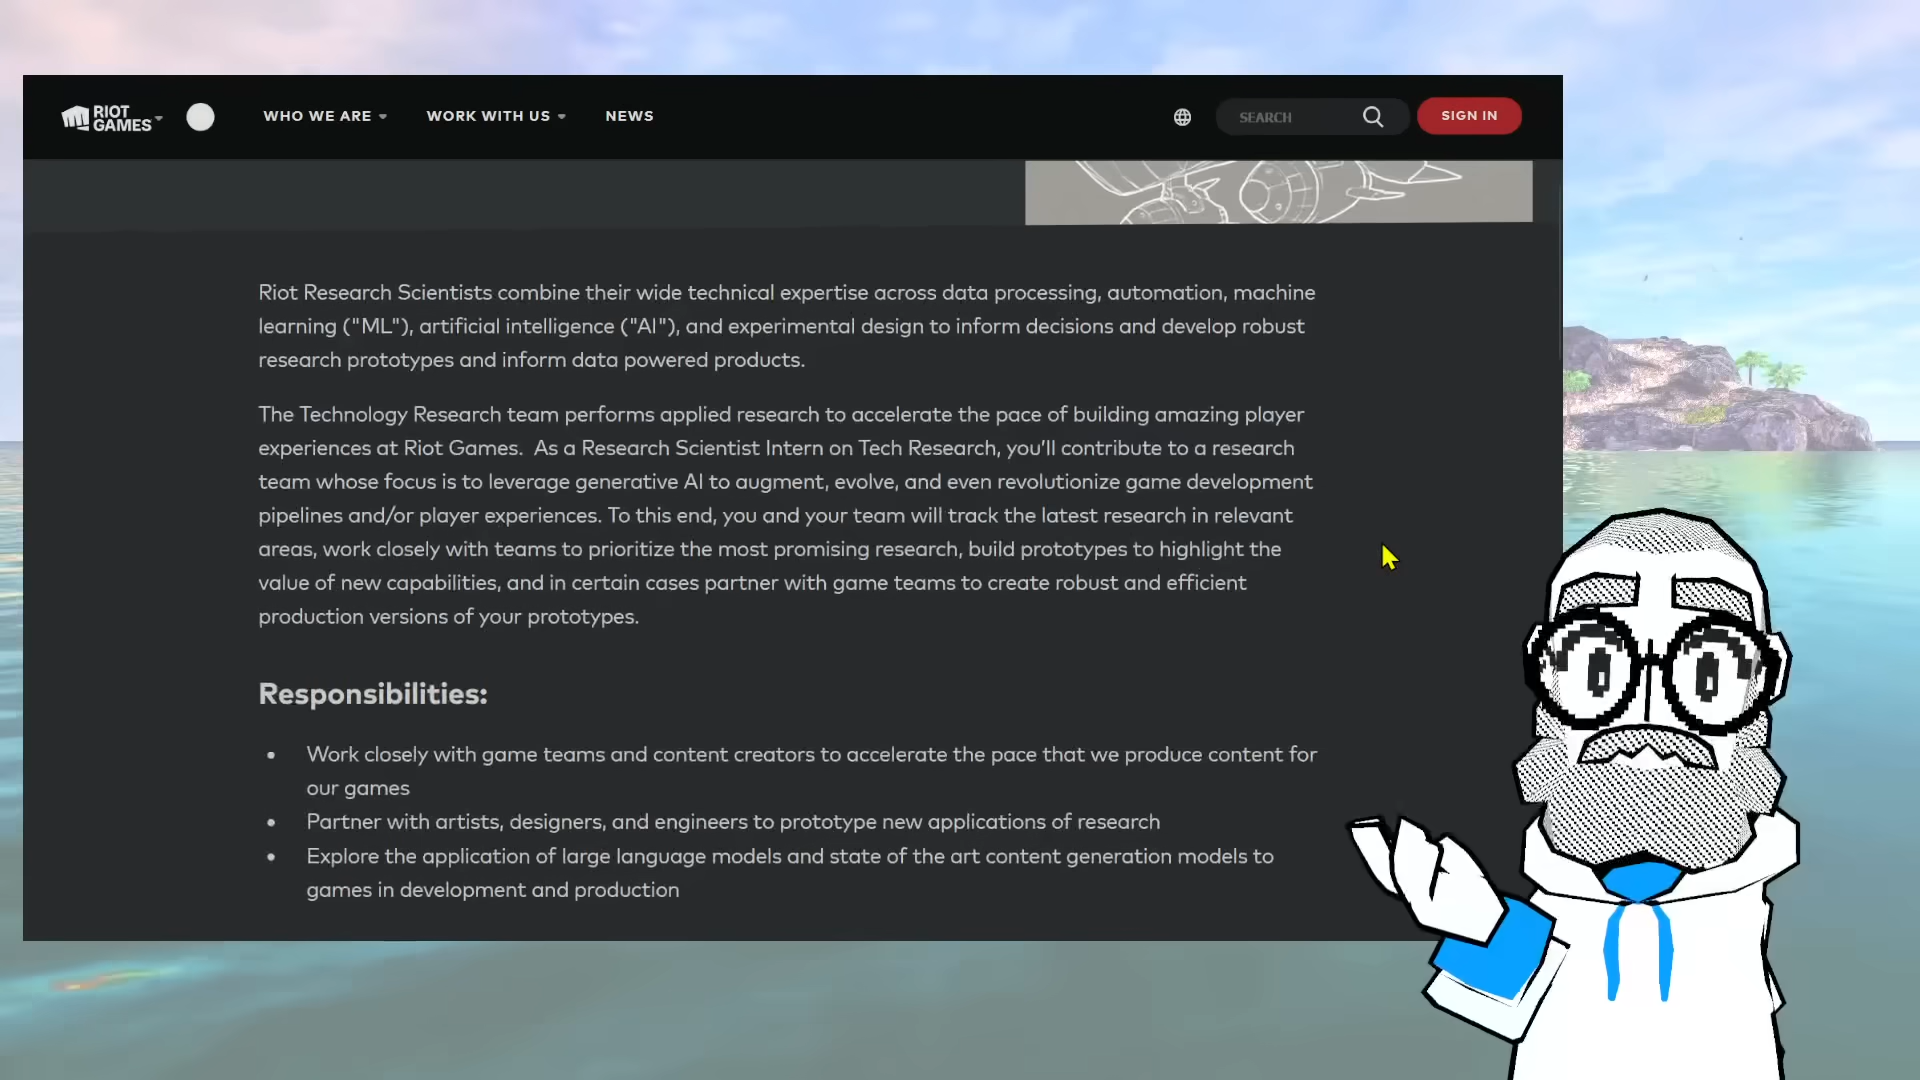 RIOT GAMES
WHO WE ARE
WORK WITH US
NEWS
SEARCH
SIGN IN
Riot Research Scientists combine their wide technical expertise across data processing, automation, machine
learning ("ML"), artificial intelligence ("AI"), and experimental design to inform decisions and develop robust
research prototypes and inform data powered products.
The Technology Research team performs applied research to accelerate the pace of building amazing player
experiences at Riot Games.  As a Research Scientist Intern on Tech Research, you’ll contribute to a research
team whose focus is to leverage generative AI to augment, evolve, and even revolutionize game development
pipelines and/or player experiences. To this end, you and your team will track the latest research in relevant
areas, work closely with teams to prioritize the most promising research, build prototypes to highlight the
value of new capabilities, and in certain cases partner with game teams to create robust and efficient
production versions of your prototypes.
Responsibilities:
• Work closely with game teams and content creators to accelerate the pace that we produce content for
our games
• Partner with artists, designers, and engineers to prototype new applications of research
• Explore the application of large language models and state of the art content generation models to
games in development and production